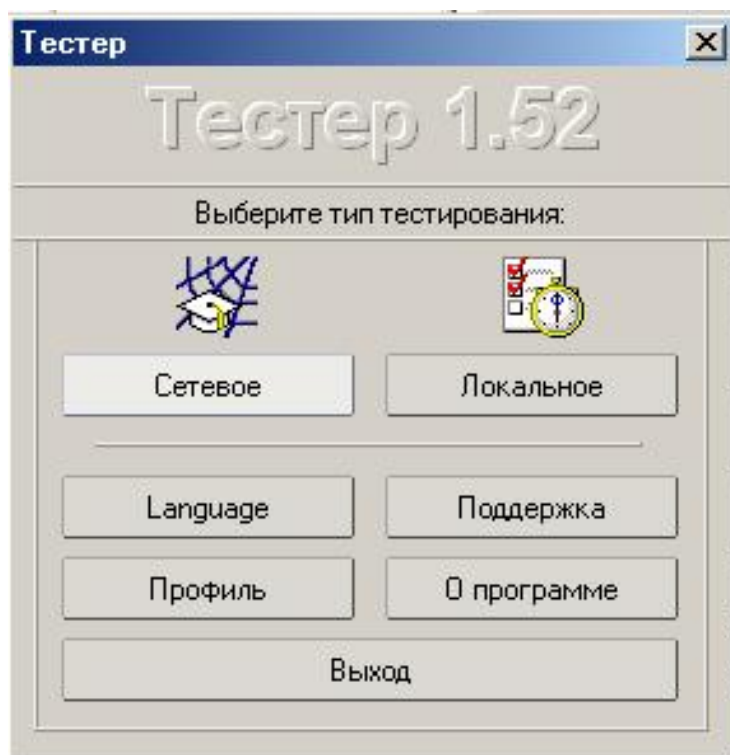 Тестер
Тестер 1.52
Выберите тип тестирования:
Сетевое Локальное
Language Поддержка
Профиль О программе
Выход